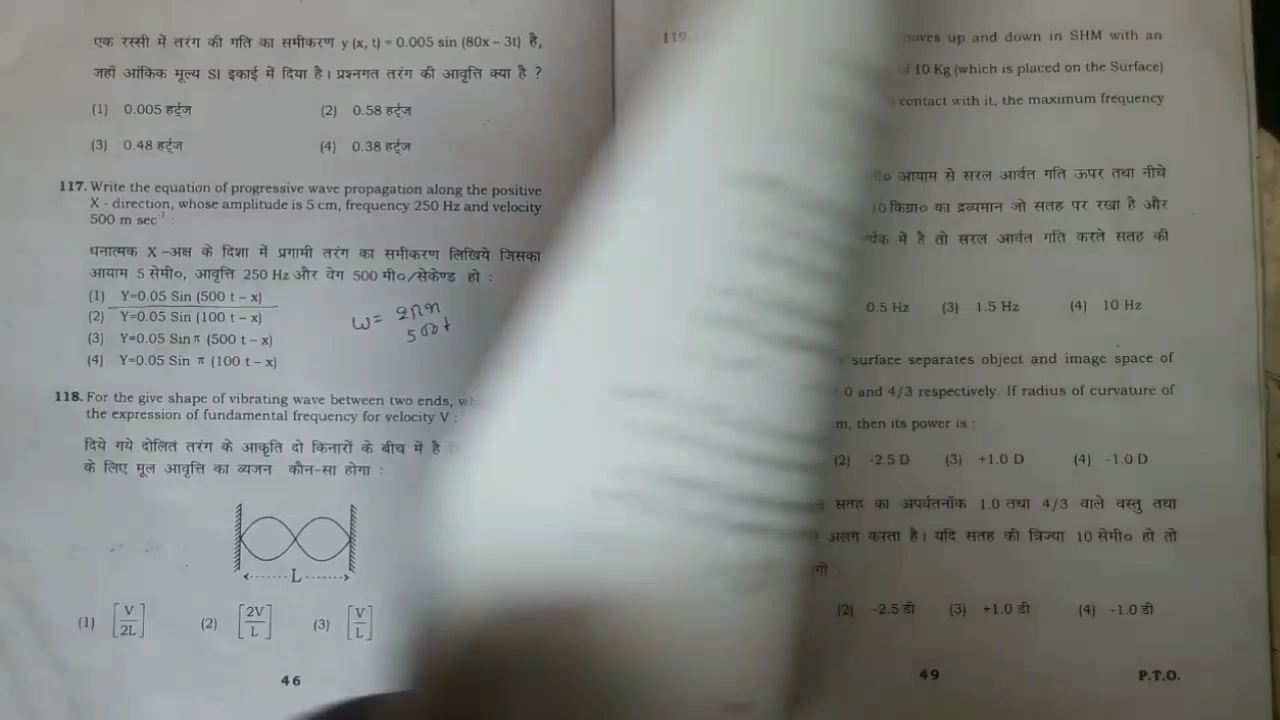 एक रस्सी में तरंग की गति का समीकरण y (x, t) = 0.005 sin (80x – 3t) है,
जहाँ आंकिक मूल्य SI इकाई में दिया है। प्रश्नगत तरंग की आवृत्ति क्या है ?
(1) 0.005 हर्ट्ज (2) 0.58 हर्ट्ज
(3) 0.48 हर्ट्ज (4) 0.38 हर्ट्ज
117. Write the equation of progressive wave propagation along the positive
X - direction, whose amplitude is 5 cm, frequency 250 Hz and velocity
500 m sec⁻¹ :
धनात्मक X –अक्ष के दिशा में प्रगामी तरंग का समीकरण लिखिये जिसका
आयाम 5 सेमी०, आवृत्ति 250 Hz और वेग 500 मी०/सेकेण्ड हो :
(1) Y=0.05 Sin (500 t – x)
(2) Y=0.05 Sin (100 t – x)
(3) Y=0.05 Sin π (500 t – x)
(4) Y=0.05 Sin π (100 t – x)
ω = 2πn
500t
118. For the give shape of vibrating wave between two ends,
the expression of fundamental frequency for velocity V :
दिये गये दोलित तरंग के आकृति दो किनारों के बीच में है
के लिए मूल आवृत्ति का व्यजन कौन-सा होगा :
L
(1) [V/2L] (2) [2V/L] (3) [V/L]
46
119.
up and down in SHM with an
of 10 Kg (which is placed on the Surface)
contact with it, the maximum frequency
आयाम से सरल आर्वत गति ऊपर तथा नीचे
10 किग्रा० का द्रव्यमान जो सतह पर रखा है और
में है तो सरल आर्वत गति करते सतह की
0.5 Hz (3) 1.5 Hz (4) 10 Hz
surface separates object and image space of
and 4/3 respectively. If radius of curvature of
then its power is :
(2) -2.5 D (3) +1.0 D (4) -1.0 D
सतह का अपर्वतनाँक 1.0 तथा 4/3 वाले वस्तु तथा
अलग करता है। यदि सतह की त्रिज्या 10 सेमी० हो तो
(2) -2.5 डी (3) +1.0 डी (4) -1.0 डी
49 P.T.O.